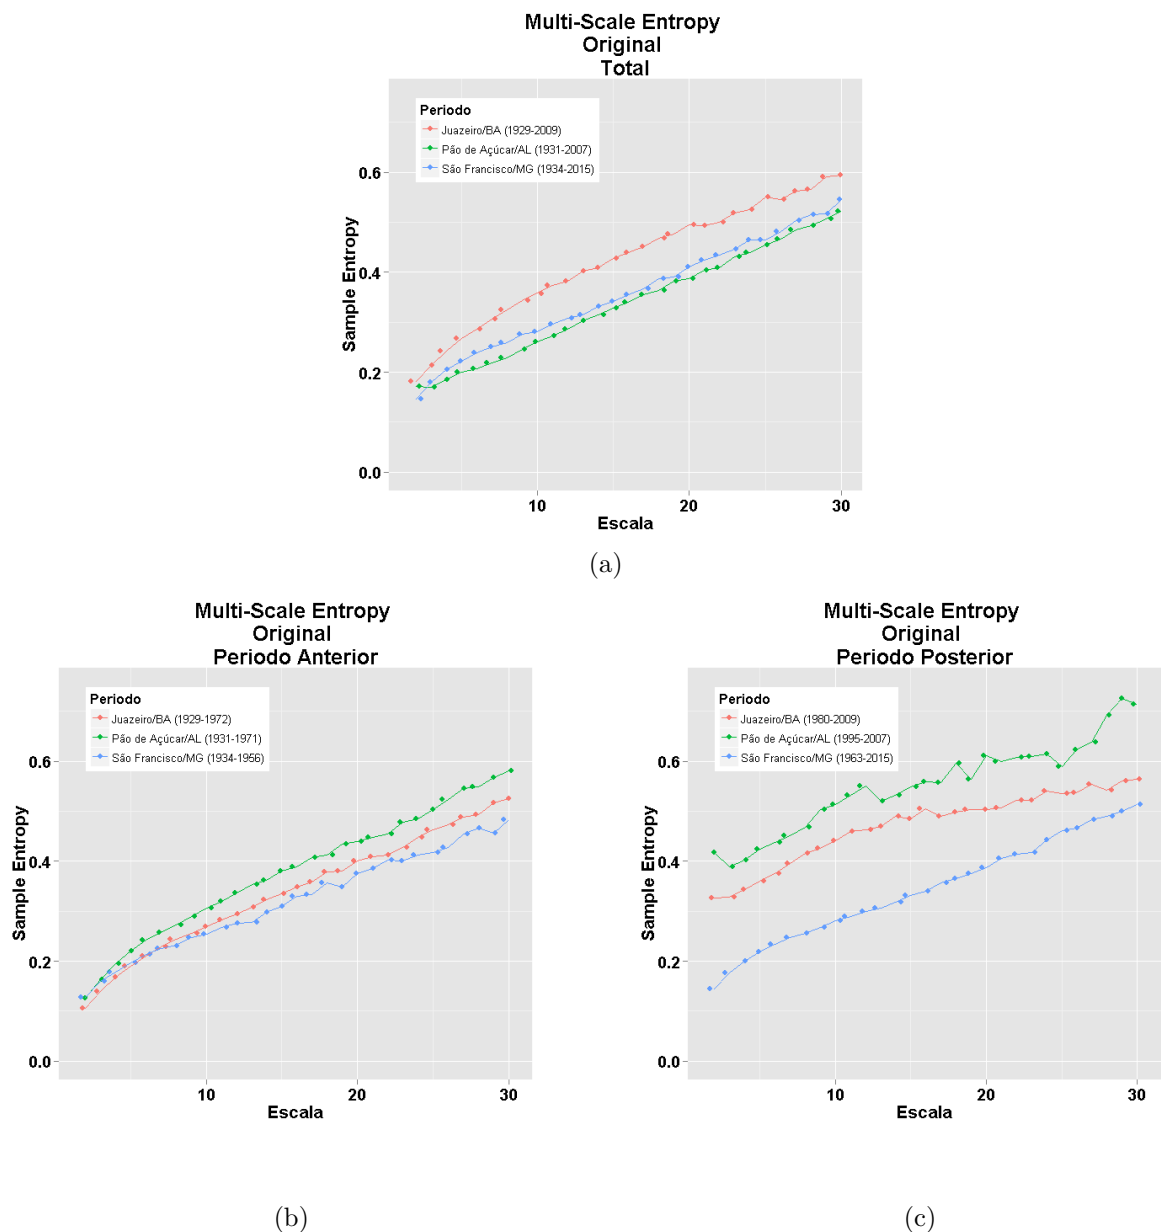 Multi-Scale Entropy
Original
Total
Periodo
Juazeiro/BA (1929-2009)
Pão de Açúcar/AL (1931-2007)
São Francisco/MG (1934-2015)
Sample Entropy
0.6
0.4
0.2
0.0
10
20
30
Escala
(a)
Multi-Scale Entropy
Original
Periodo Anterior
Periodo
Juazeiro/BA (1929-1972)
Pão de Açúcar/AL (1931-1971)
São Francisco/MG (1934-1956)
Sample Entropy
0.6
0.4
0.2
0.0
10
20
30
Escala
(b)
Multi-Scale Entropy
Original
Periodo Posterior
Periodo
Juazeiro/BA (1980-2009)
Pão de Açúcar/AL (1995-2007)
São Francisco/MG (1963-2015)
Sample Entropy
0.6
0.4
0.2
0.0
10
20
30
Escala
(c)